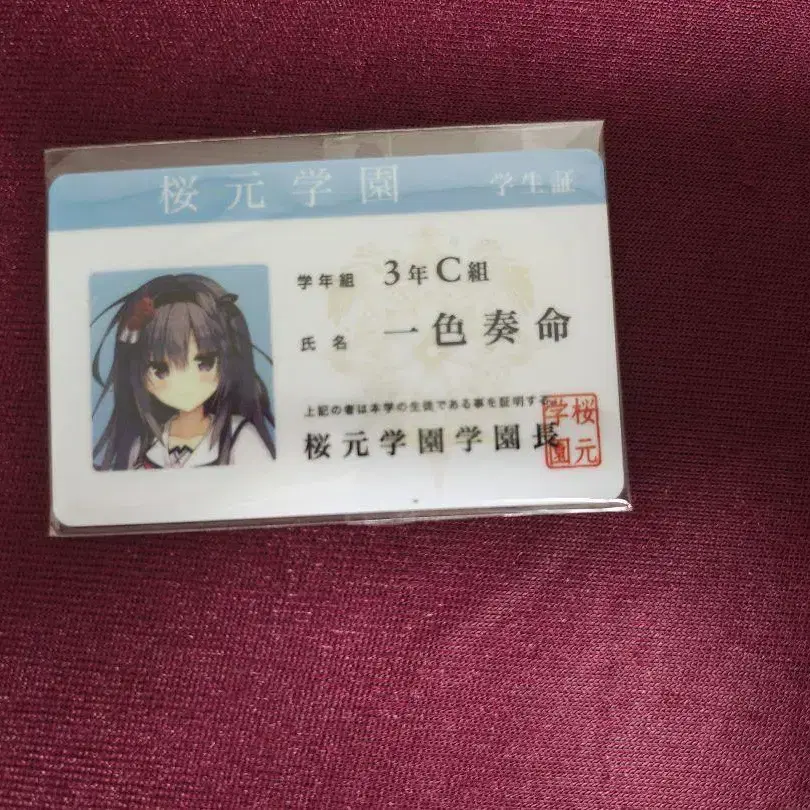 桜元学園 学生証
学年組 3年C組
氏名 一色奏命
上記の者は本学の生徒である事を証明する
桜元学園学園長
桜元学園